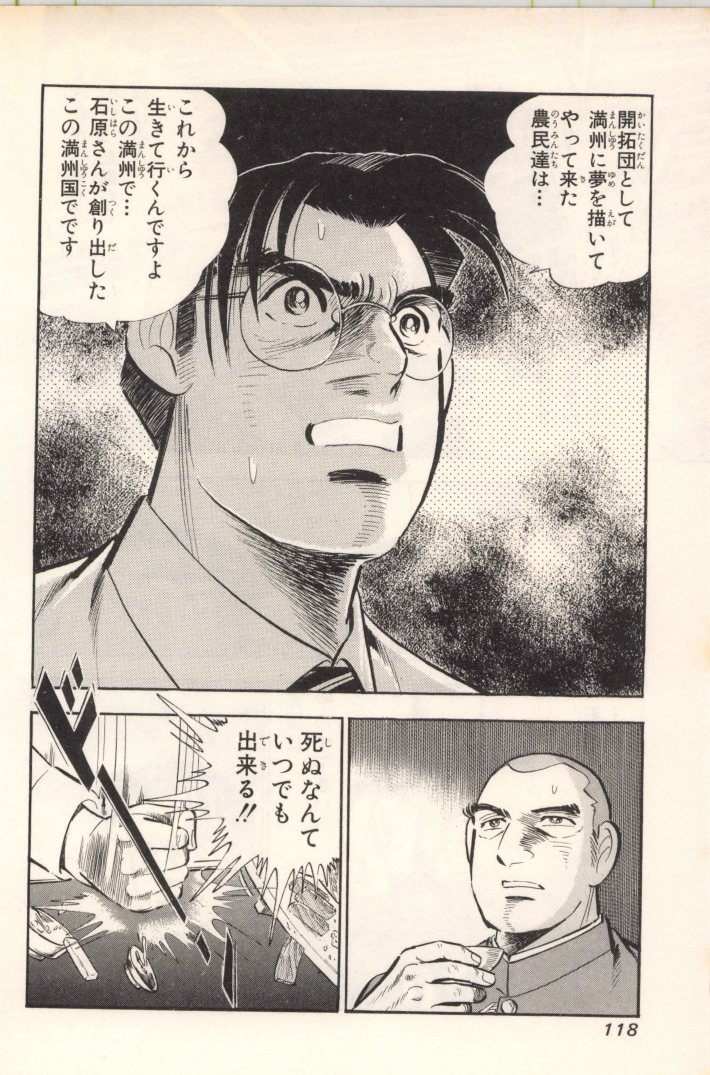 開拓団として
満州に夢を描いて
やって来た
農民達は…
これから
生きて行くんですよ
この満州で…
石原さんが創り出した
この満州国でです
死ぬなんて
いつでも
出来る!!
118